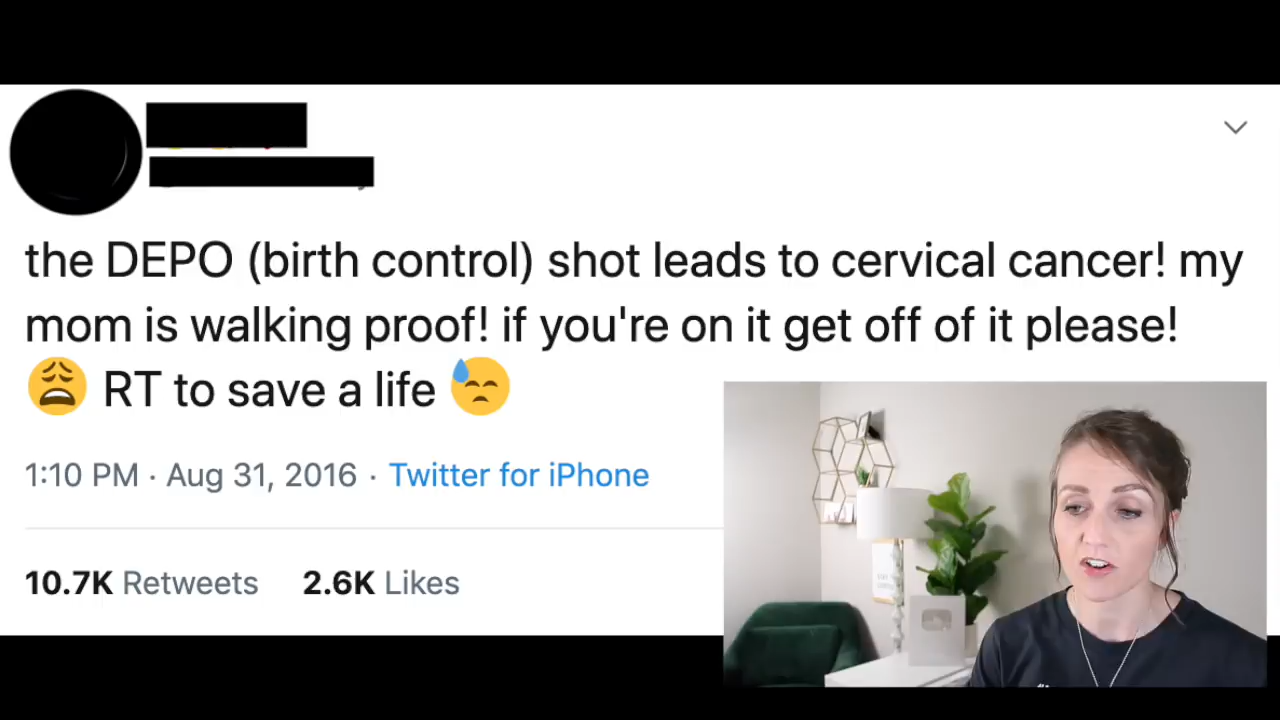 the DEPO (birth control) shot leads to cervical cancer! my
mom is walking proof! if you're on it get off of it please!
😩 RT to save a life 😓
1:10 PM · Aug 31, 2016 · Twitter for iPhone
10.7K Retweets 2.6K Likes